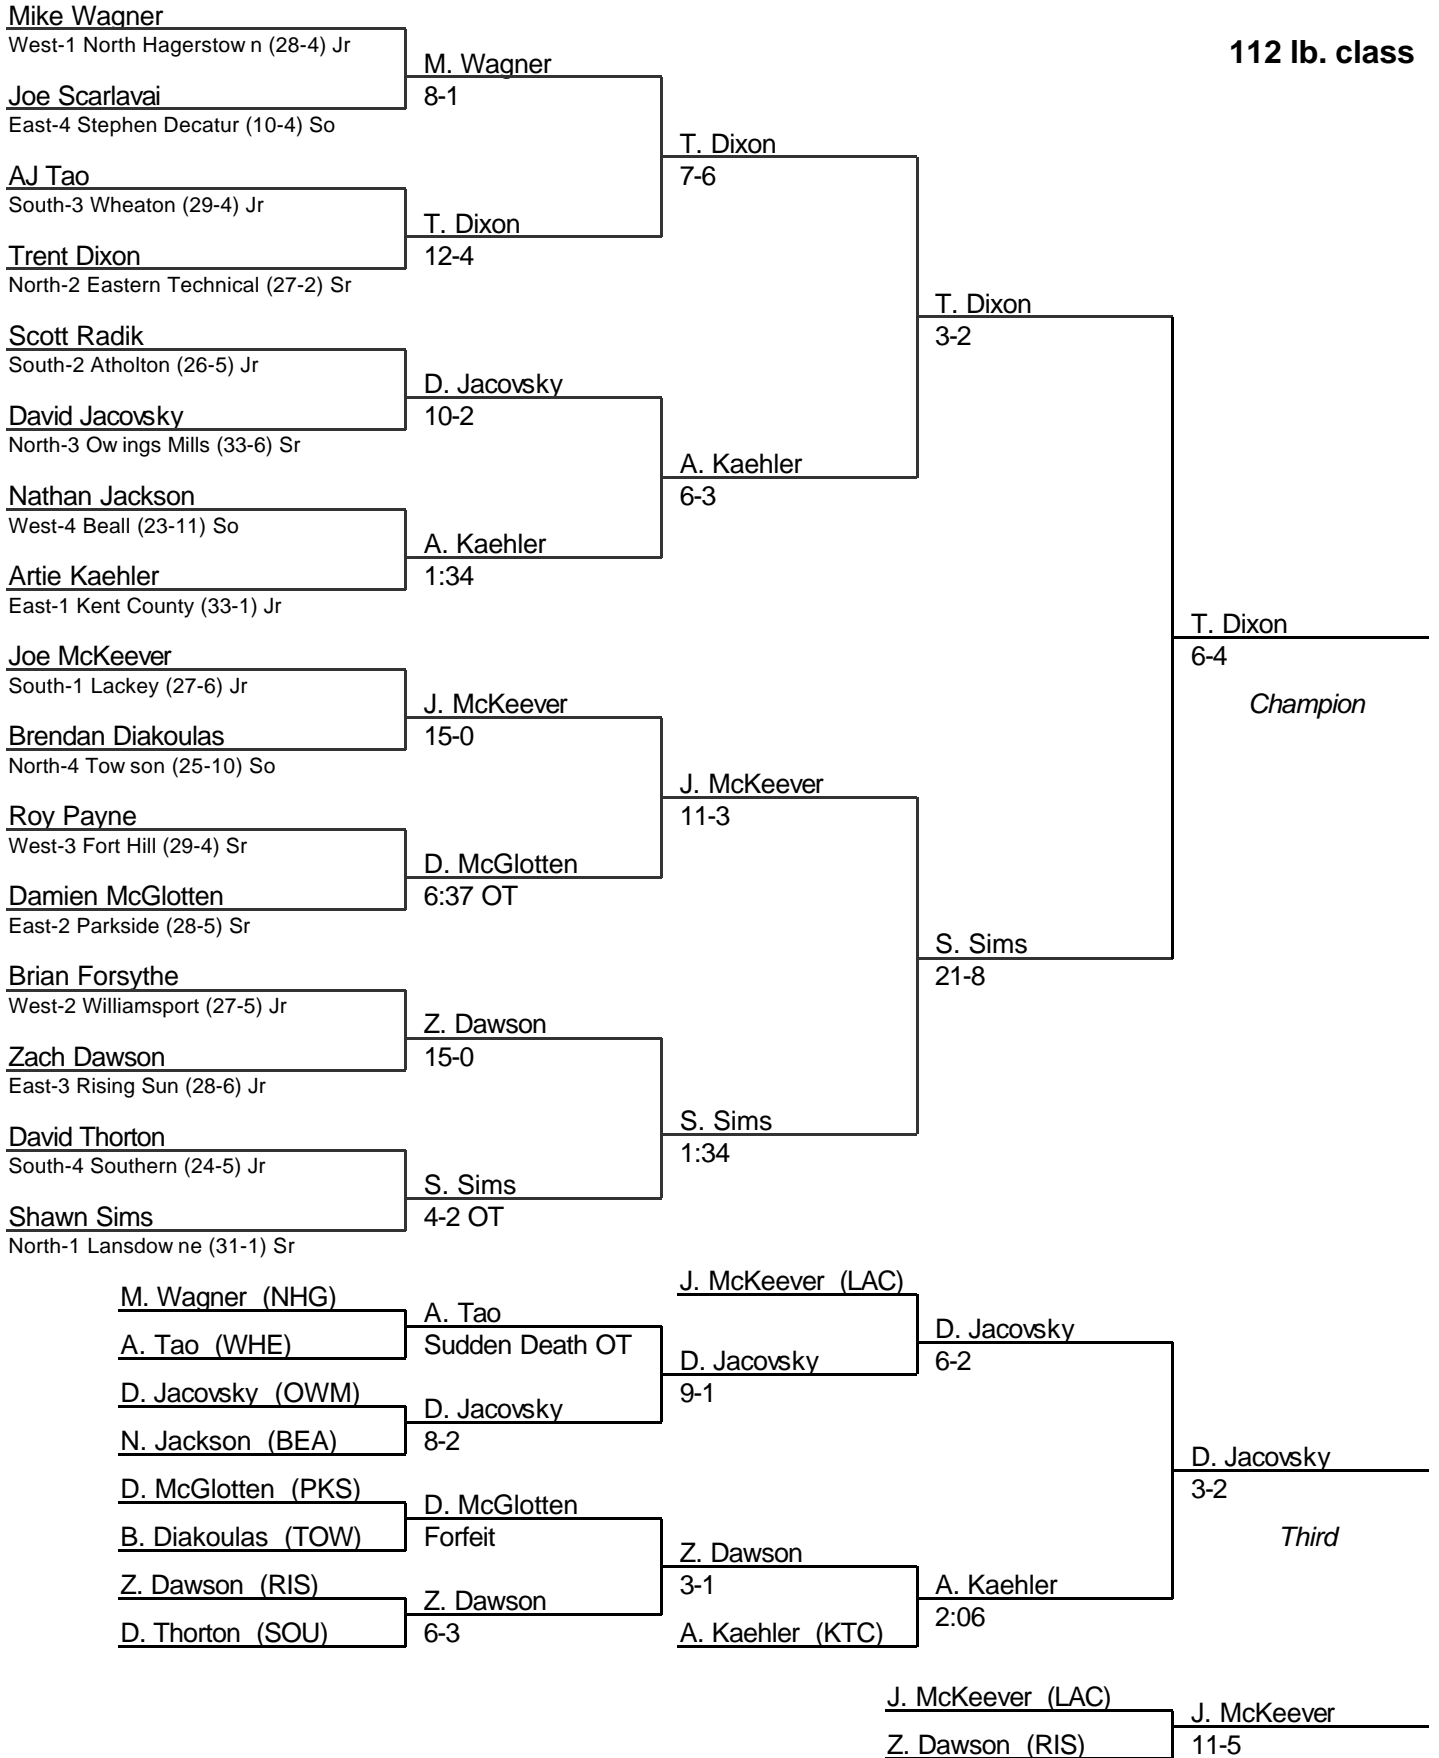 Mike Wagner
West-1 North Hagerstown (28-4) Jr
112 lb. class
M. Wagner
8-1
Joe Scarlavai
East-4 Stephen Decatur (10-4) So
T. Dixon
7-6
AJ Tao
South-3 Wheaton (29-4) Jr
T. Dixon
12-4
Trent Dixon
North-2 Eastern Technical (27-2) Sr
T. Dixon
3-2
Scott Radik
South-2 Atholton (26-5) Jr
D. Jacovsky
10-2
David Jacovsky
North-3 Owings Mills (33-6) Sr
A. Kaehler
6-3
Nathan Jackson
West-4 Beall (23-11) So
A. Kaehler
1:34
Artie Kaehler
East-1 Kent County (33-1) Jr
T. Dixon
6-4
Champion
Joe McKeever
South-1 Lackey (27-6) Jr
J. McKeever
15-0
Brendan Diakoulas
North-4 Towson (25-10) So
J. McKeever
11-3
Roy Payne
West-3 Fort Hill (29-4) Sr
D. McGlotten
6:37 OT
Damien McGlotten
East-2 Parkside (28-5) Sr
S. Sims
21-8
Brian Forsythe
West-2 Williamsport (27-5) Jr
Z. Dawson
15-0
Zach Dawson
East-3 Rising Sun (28-6) Jr
S. Sims
1:34
David Thorton
South-4 Southern (24-5) Jr
S. Sims
4-2 OT
Shawn Sims
North-1 Lansdowne (31-1) Sr
M. Wagner (NHG)
A. Tao (WHE)
A. Tao
Sudden Death OT
J. McKeever (LAC)
D. Jacovsky
6-2
D. Jacovsky
9-1
D. Jacovsky (OWM)
N. Jackson (BEA)
D. Jacovsky
8-2
D. Jacovsky
3-2
Third
D. McGlotten (PKS)
B. Diakoulas (TOW)
D. McGlotten
Forfeit
Z. Dawson
3-1
A. Kaehler
2:06
Z. Dawson (RIS)
D. Thorton (SOU)
Z. Dawson
6-3
A. Kaehler (KTC)
J. McKeever (LAC)
Z. Dawson (RIS)
J. McKeever
11-5